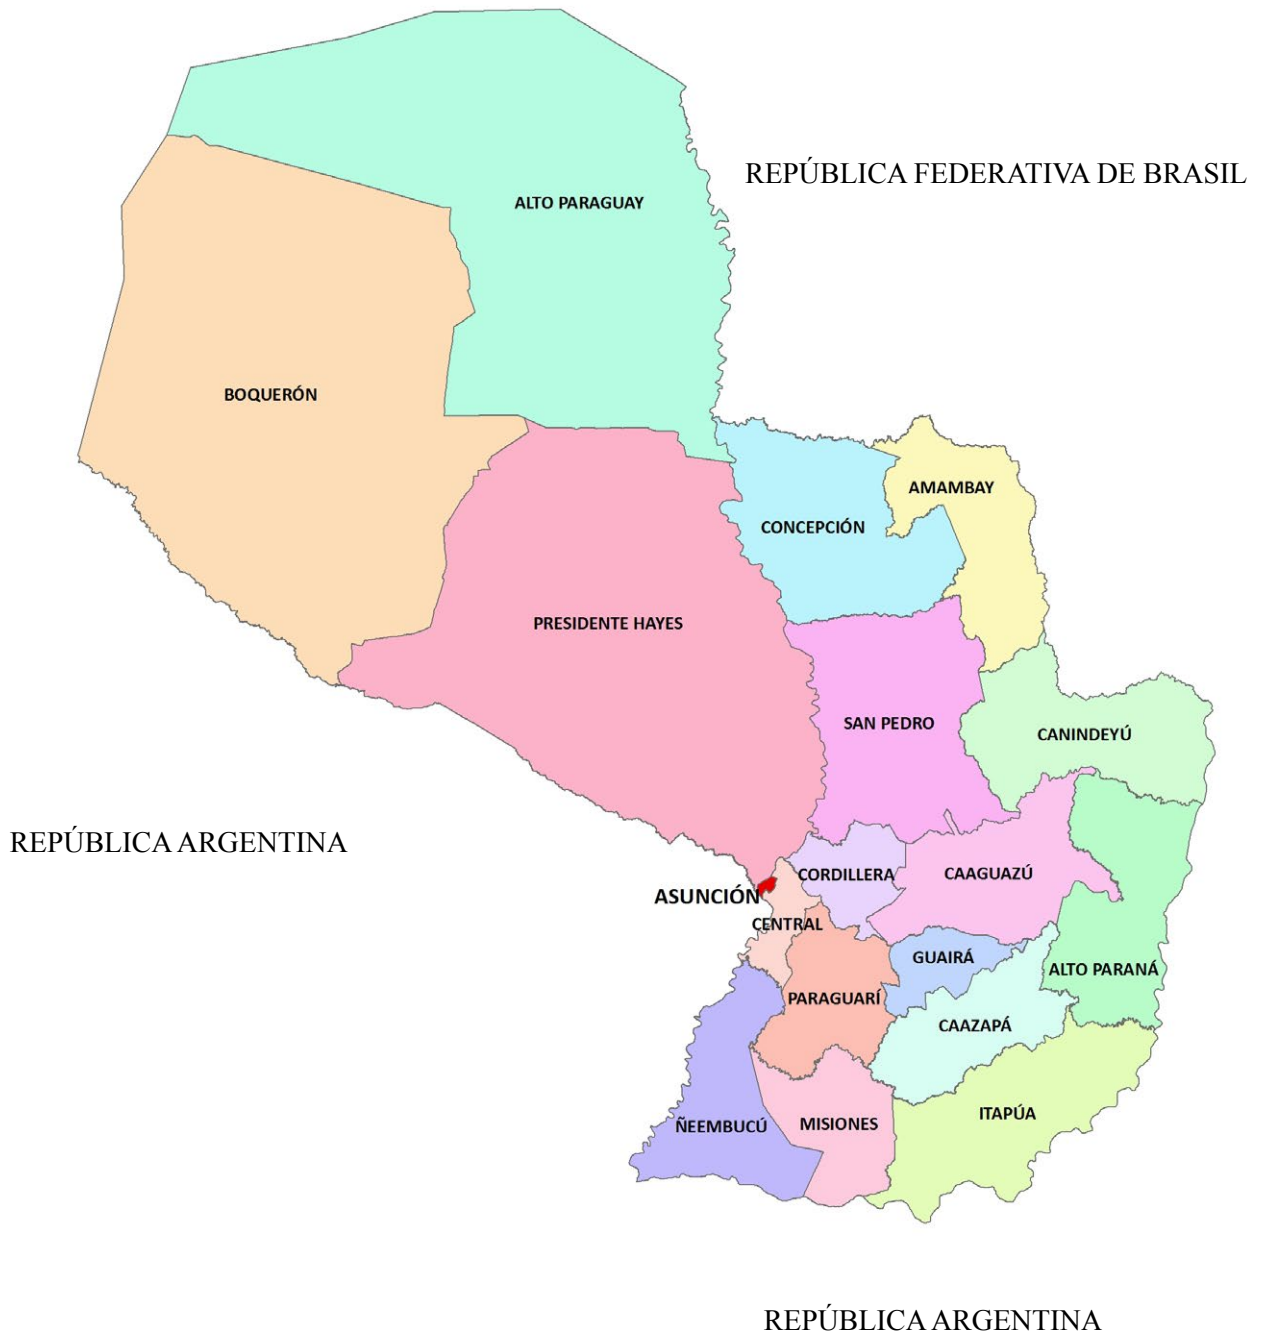 REPÚBLICA FEDERATIVA DE BRASIL
ALTO PARAGUAY
BOQUERÓN
AMAMBAY
CONCEPCIÓN
PRESIDENTE HAYES
SAN PEDRO
CANINDEYÚ
REPÚBLICA ARGENTINA
CORDILLERA
CAAGUAZÚ
ASUNCIÓN
CENTRAL
GUAIRÁ
ALTO PARANÁ
PARAGUARÍ
CAAZAPÁ
ITAPÚA
ÑEEMBUCÚ
MISIONES
REPÚBLICA ARGENTINA